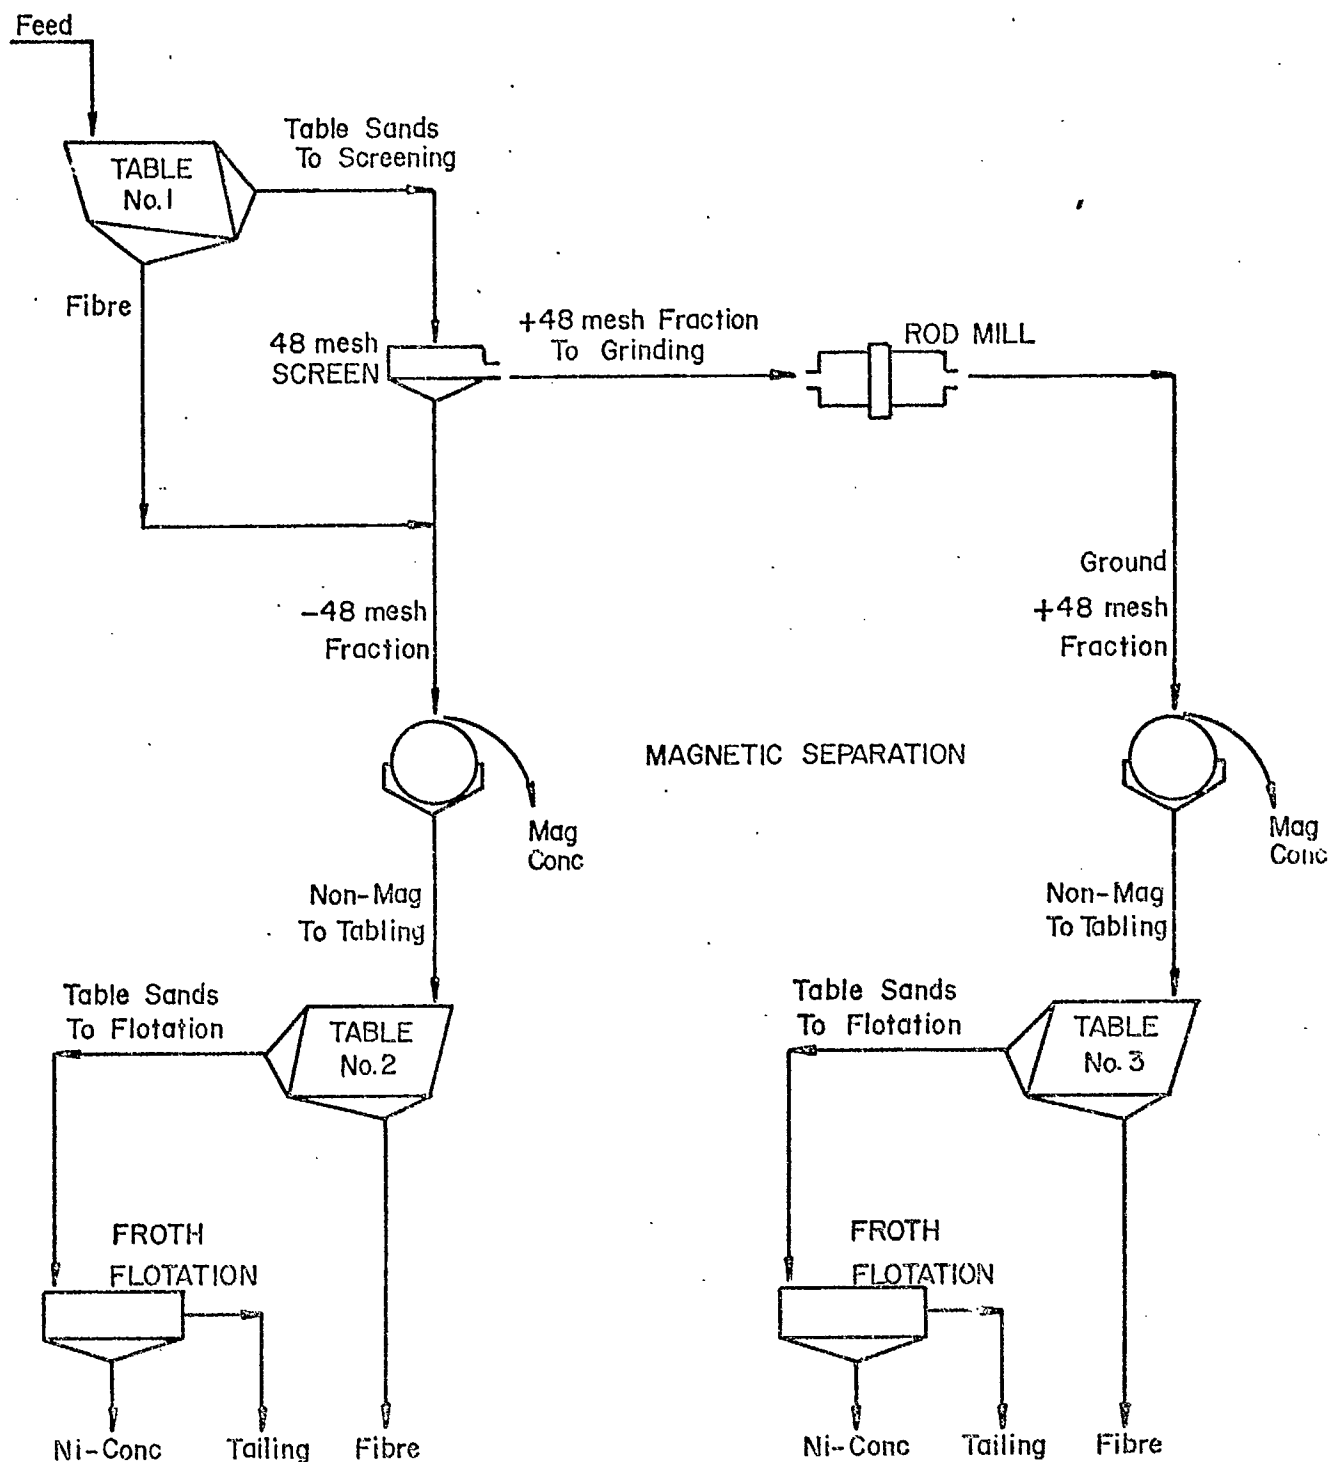 Feed
Table Sands
To Screening
TABLE
No.1
Fibre
48 mesh
SCREEN
+48 mesh Fraction
To Grinding
ROD MILL
-48 mesh
Fraction
Ground
+48 mesh
Fraction
MAGNETIC SEPARATION
Mag
Conc
Mag
Conc
Non-Mag
To Tabling
Non-Mag
To Tabling
Table Sands
To Flotation
TABLE
No.2
Table Sands
To Flotation
TABLE
No.3
FROTH
FLOTATION
FROTH
FLOTATION
Ni-Conc
Tailing
Fibre
Ni-Conc
Tailing
Fibre